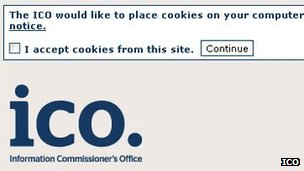 The ICO would like to place cookies on your computer
notice.
I accept cookies from this site. Continue
ico.
Information Commissioner's Office
ICO